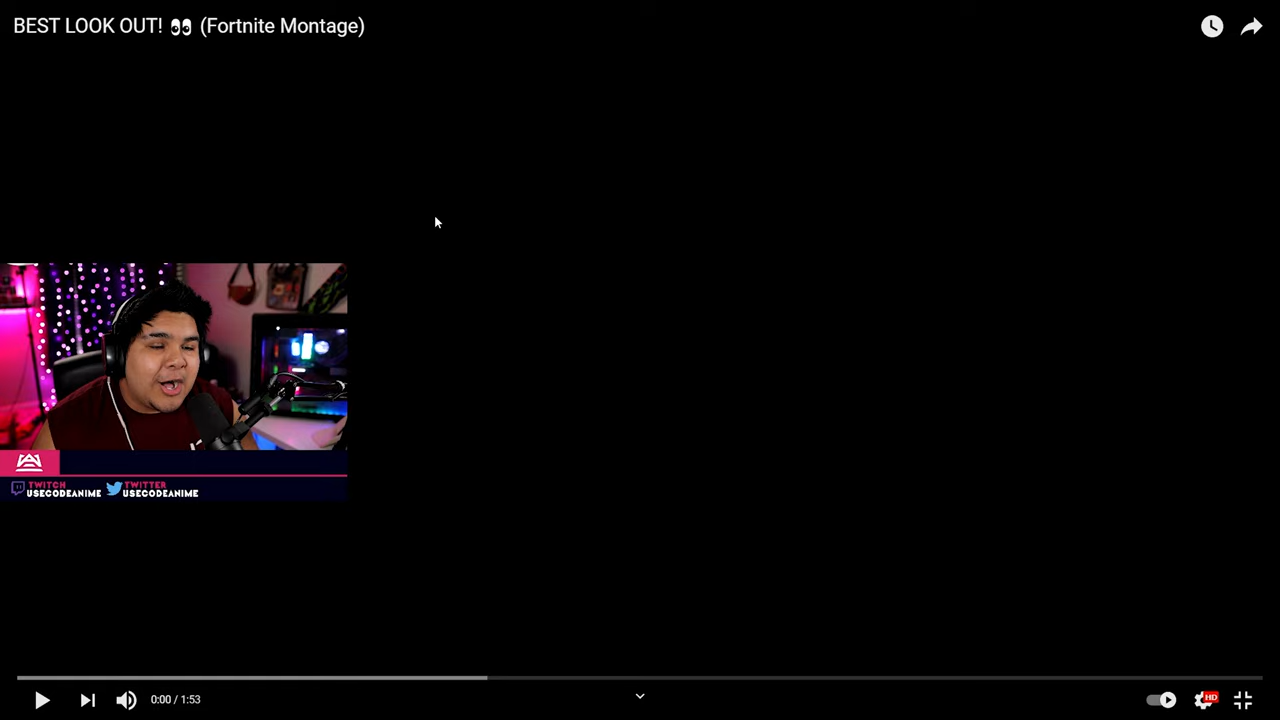 BEST LOOK OUT! 👀 (Fortnite Montage)
TWITCH
USECODEANIME
TWITTER
USECODEANIME
0:00 / 1:53
HD